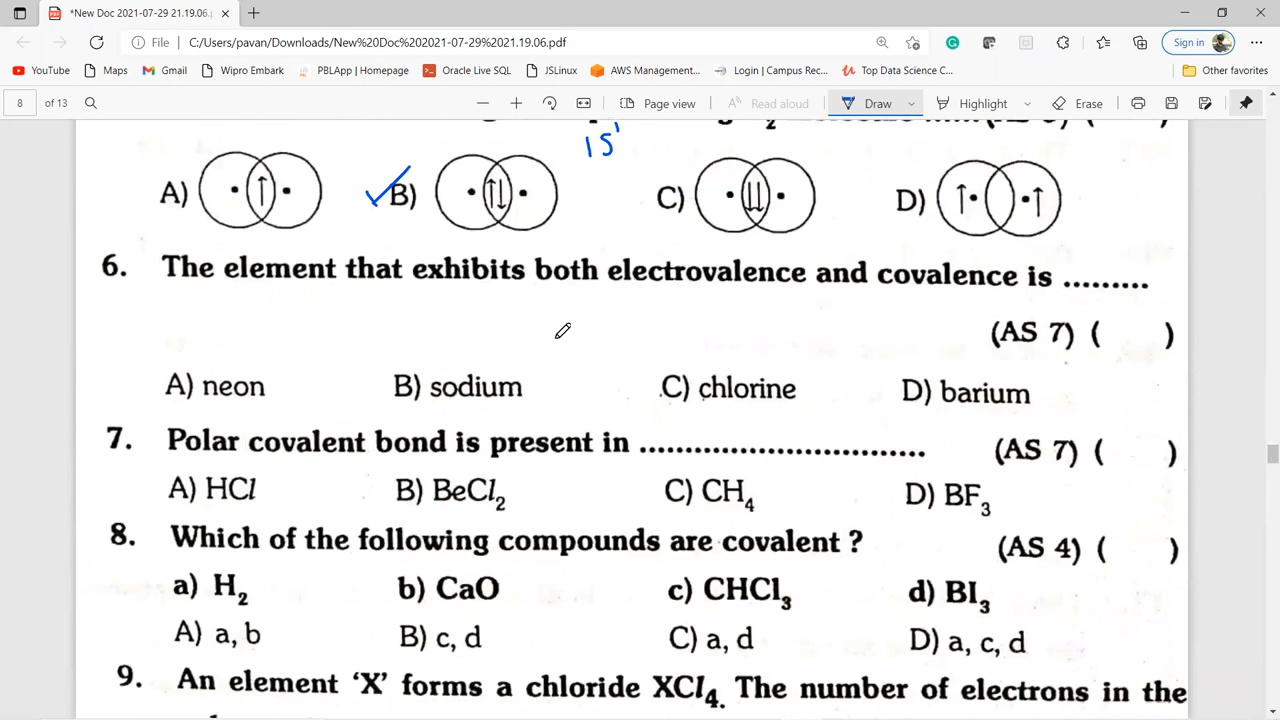 *New Doc 2021-07-29 21.19.06.p
File C:/Users/pavan/Downloads/New%20Doc%202021-07-29%2021.19.06.pdf Sign in
YouTube Maps Gmail Wipro Embark PBLApp | Homepage Oracle Live SQL JSLinux AWS Management... Login | Campus Rec... Top Data Science C... Other favorites
8 of 13 Page view Read aloud Draw Highlight Erase
1S¹
A) B) C) D)
6. The element that exhibits both electrovalence and covalence is .........
(AS 7) ( )
A) neon B) sodium C) chlorine D) barium
7. Polar covalent bond is present in .............................. (AS 7) ( )
A) HCl B) BeCl₂ C) CH₄ D) BF₃
8. Which of the following compounds are covalent ? (AS 4) ( )
a) H₂ b) CaO c) CHCl₃ d) BI₃
A) a, b B) c, d C) a, d D) a, c, d
9. An element ‘X’ forms a chloride XCl₄. The number of electrons in the